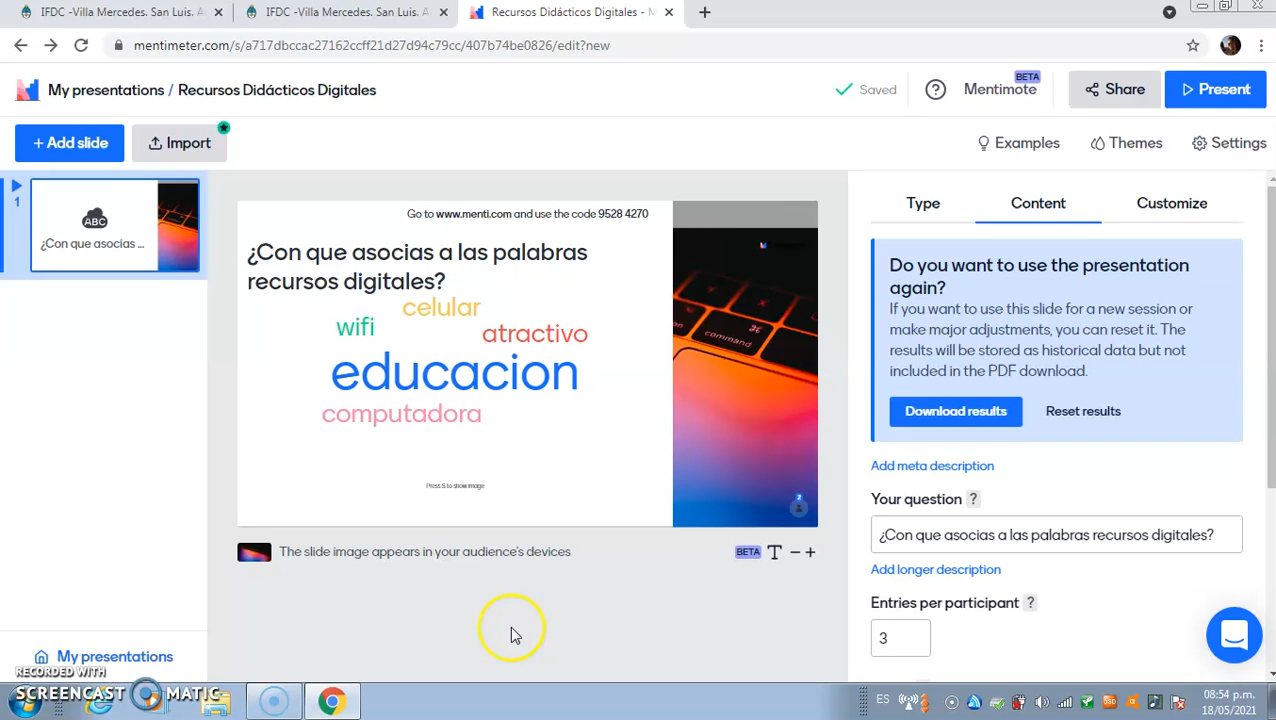 IFDC -Villa Mercedes. San Luis. A
IFDC -Villa Mercedes. San Luis. A
Recursos Didácticos Digitales - M
mentimeter.com/s/a717dbccac27162ccff21d27d94c79cc/407b74be0826/edit?new
My presentations / Recursos Didácticos Digitales
Saved
Mentimote
BETA
Share
Present
+ Add slide
Import
Examples
Themes
Settings
1
ABC
¿Con que asocias ...
Go to www.menti.com and use the code 9528 4270
¿Con que asocias a las palabras
recursos digitales?
celular
wifi
atractivo
educacion
computadora
Press S to show image
command
2
The slide image appears in your audience's devices
BETA
T
Type
Content
Customize
Do you want to use the presentation
again?
If you want to use this slide for a new session or
make major adjustments, you can reset it. The
results will be stored as historical data but not
included in the PDF download.
Download results
Reset results
Add meta description
Your question ?
¿Con que asocias a las palabras recursos digitales?
Add longer description
Entries per participant ?
3
My presentations
RECORDED WITH
SCREENCAST MATIC
ES
08:54 p.m.
18/05/2021